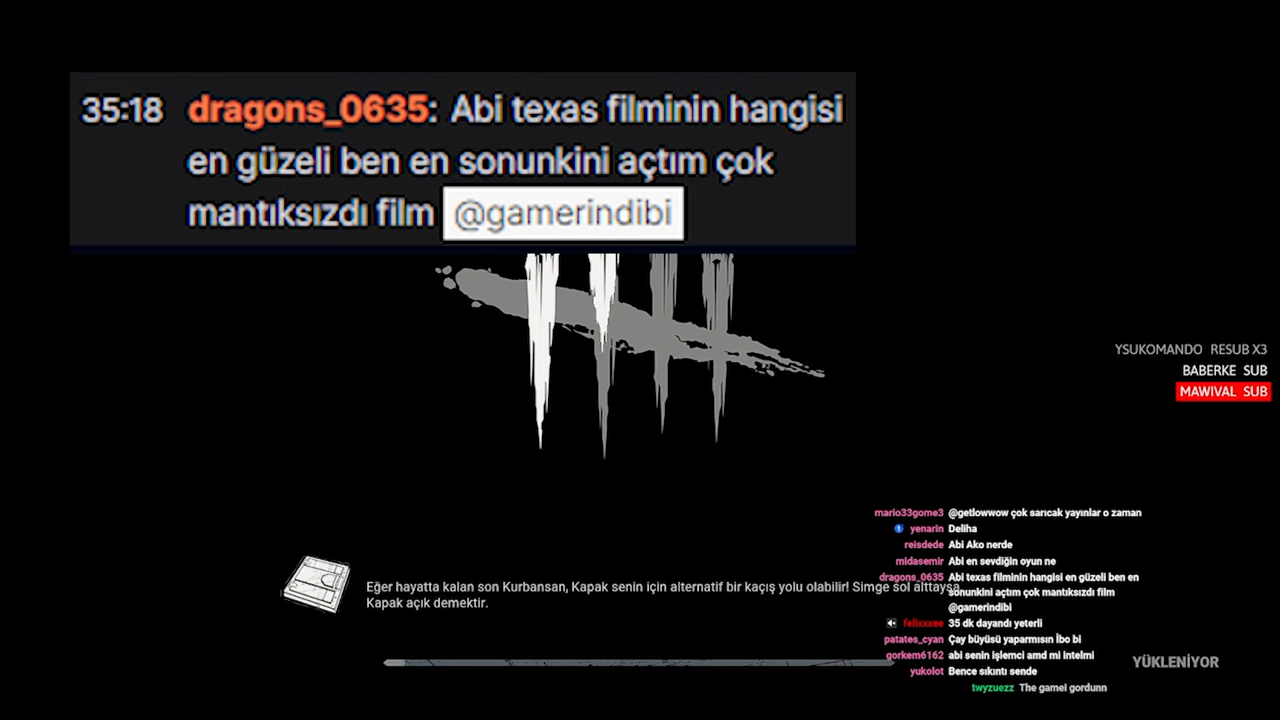 35:18 dragons_0635: Abi texas filminin hangisi
en güzeli ben en sonunkini açtım çok
mantıksızdı film @gamerindibi
YSUKOMANDO RESUB X3
BABERKE SUB
MAWIVAL SUB
mario33gome3 @getlowwow çok sarıcak yayınlar o zaman
1 yenarin Deliha
reisdede Abi Ako nerde
midasemir Abi en sevdiğin oyun ne
dragons_0635 Abi texas filminin hangisi en güzeli ben en
sonunkini açtım çok mantıksızdı film
@gamerindibi
felixxxee 35 dk dayandı yeterli
patates_cyan Çay büyüsü yaparmısın İbo bi
gorkem6162 abi senin işlemci amd mi intelmi
yukolot Bence sıkıntı sende
twyzuezz The gamei gordunn
Eğer hayatta kalan son Kurbansan, Kapak senin için alternatif bir kaçış yolu olabilir! Simge sol alttaysa
Kapak açık demektir.
YÜKLENİYOR